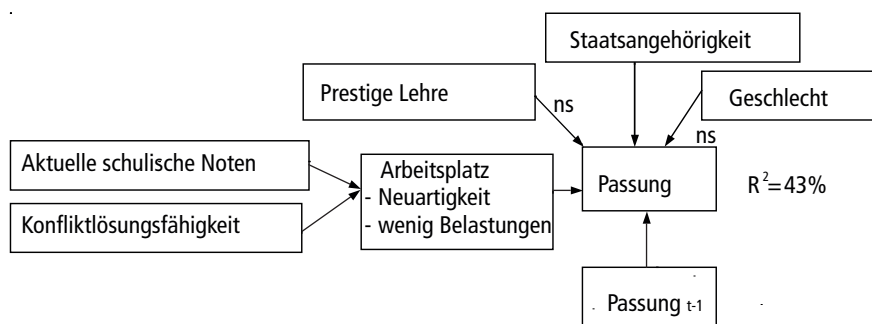 Staatsangehörigkeit
Prestige Lehre
Geschlecht
ns
ns
Aktuelle schulische Noten
Konfliktlösungsfähigkeit
Arbeitsplatz
- Neuartigkeit
- wenig Belastungen
Passung
R²=43%
Passung t-1